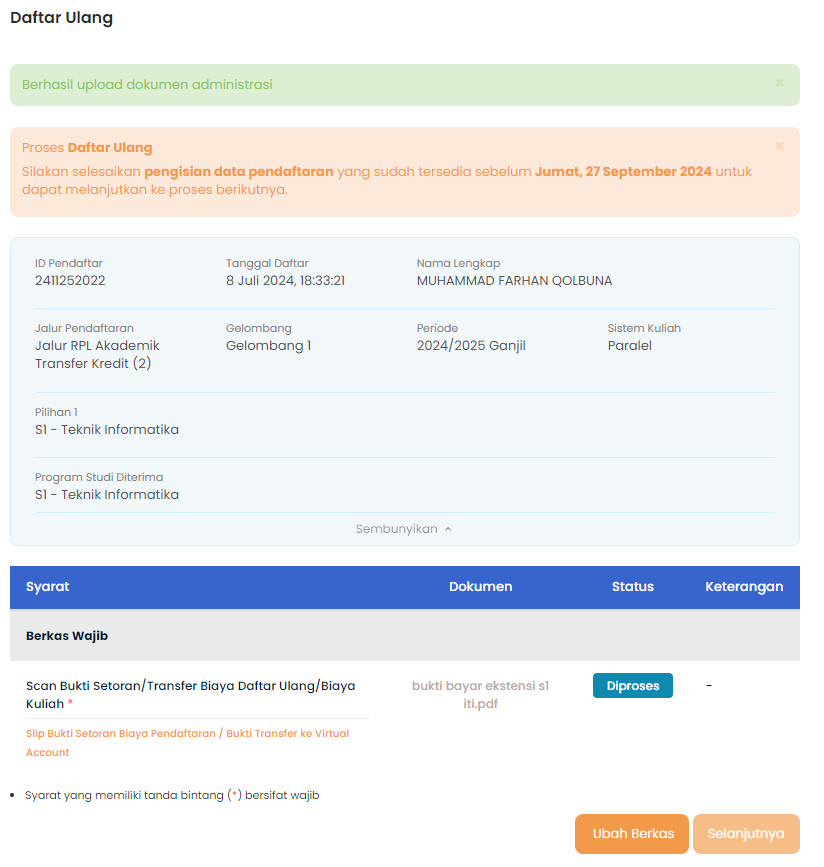 Daftar Ulang
Berhasil upload dokumen administrasi
Proses Daftar Ulang
Silakan selesaikan pengisian data pendaftaran yang sudah tersedia sebelum Jumat, 27 September 2024 untuk
dapat melanjutkan ke proses berikutnya.
ID Pendaftar
2411252022
Tanggal Daftar
8 Juli 2024, 18:33:21
Nama Lengkap
MUHAMMAD FARHAN QOLBUNA
Jalur Pendaftaran
Jalur RPL Akademik
Transfer Kredit (2)
Gelombang
Gelombang 1
Periode
2024/2025 Ganjil
Sistem Kuliah
Paralel
Pilihan 1
S1 - Teknik Informatika
Program Studi Diterima
S1 - Teknik Informatika
Sembunyikan
Syarat Dokumen Status Keterangan
Berkas Wajib
Scan Bukti Setoran/Transfer Biaya Daftar Ulang/Biaya
Kuliah *
Slip Bukti Setoran Biaya Pendaftaran / Bukti Transfer ke Virtual
Account
bukti bayar ekstensi s1
iti.pdf
Diproses
-
• Syarat yang memiliki tanda bintang (*) bersifat wajib
Ubah Berkas
Selanjutnya